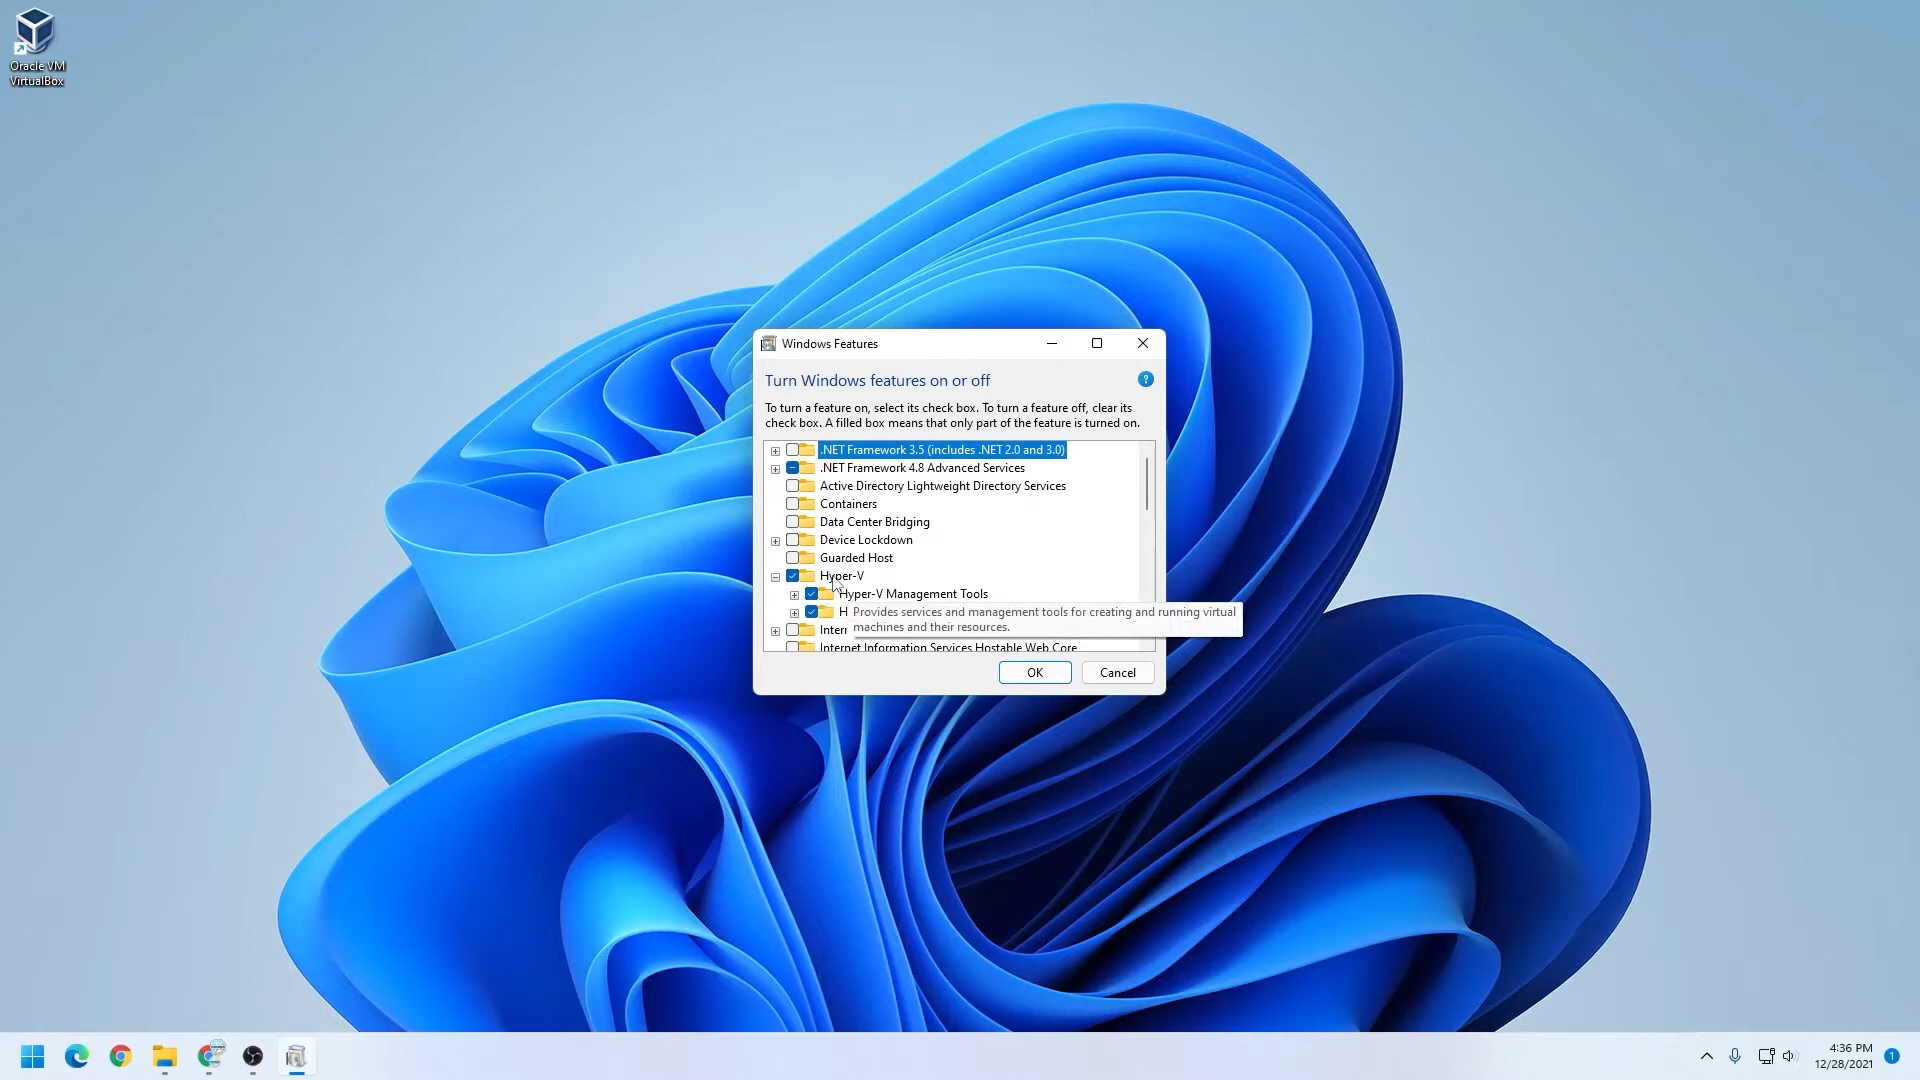 Oracle VM
VirtualBox
Windows Features
Turn Windows features on or off
?
To turn a feature on, select its check box. To turn a feature off, clear its
check box. A filled box means that only part of the feature is turned on.
.NET Framework 3.5 (includes .NET 2.0 and 3.0)
.NET Framework 4.8 Advanced Services
Active Directory Lightweight Directory Services
Containers
Data Center Bridging
Device Lockdown
Guarded Host
Hyper-V
Hyper-V Management Tools
H
Provides services and management tools for creating and running virtual
machines and their resources.
Inter
Internet Information Services Hostable Web Core
OK
Cancel
4:36 PM
12/28/2021
1